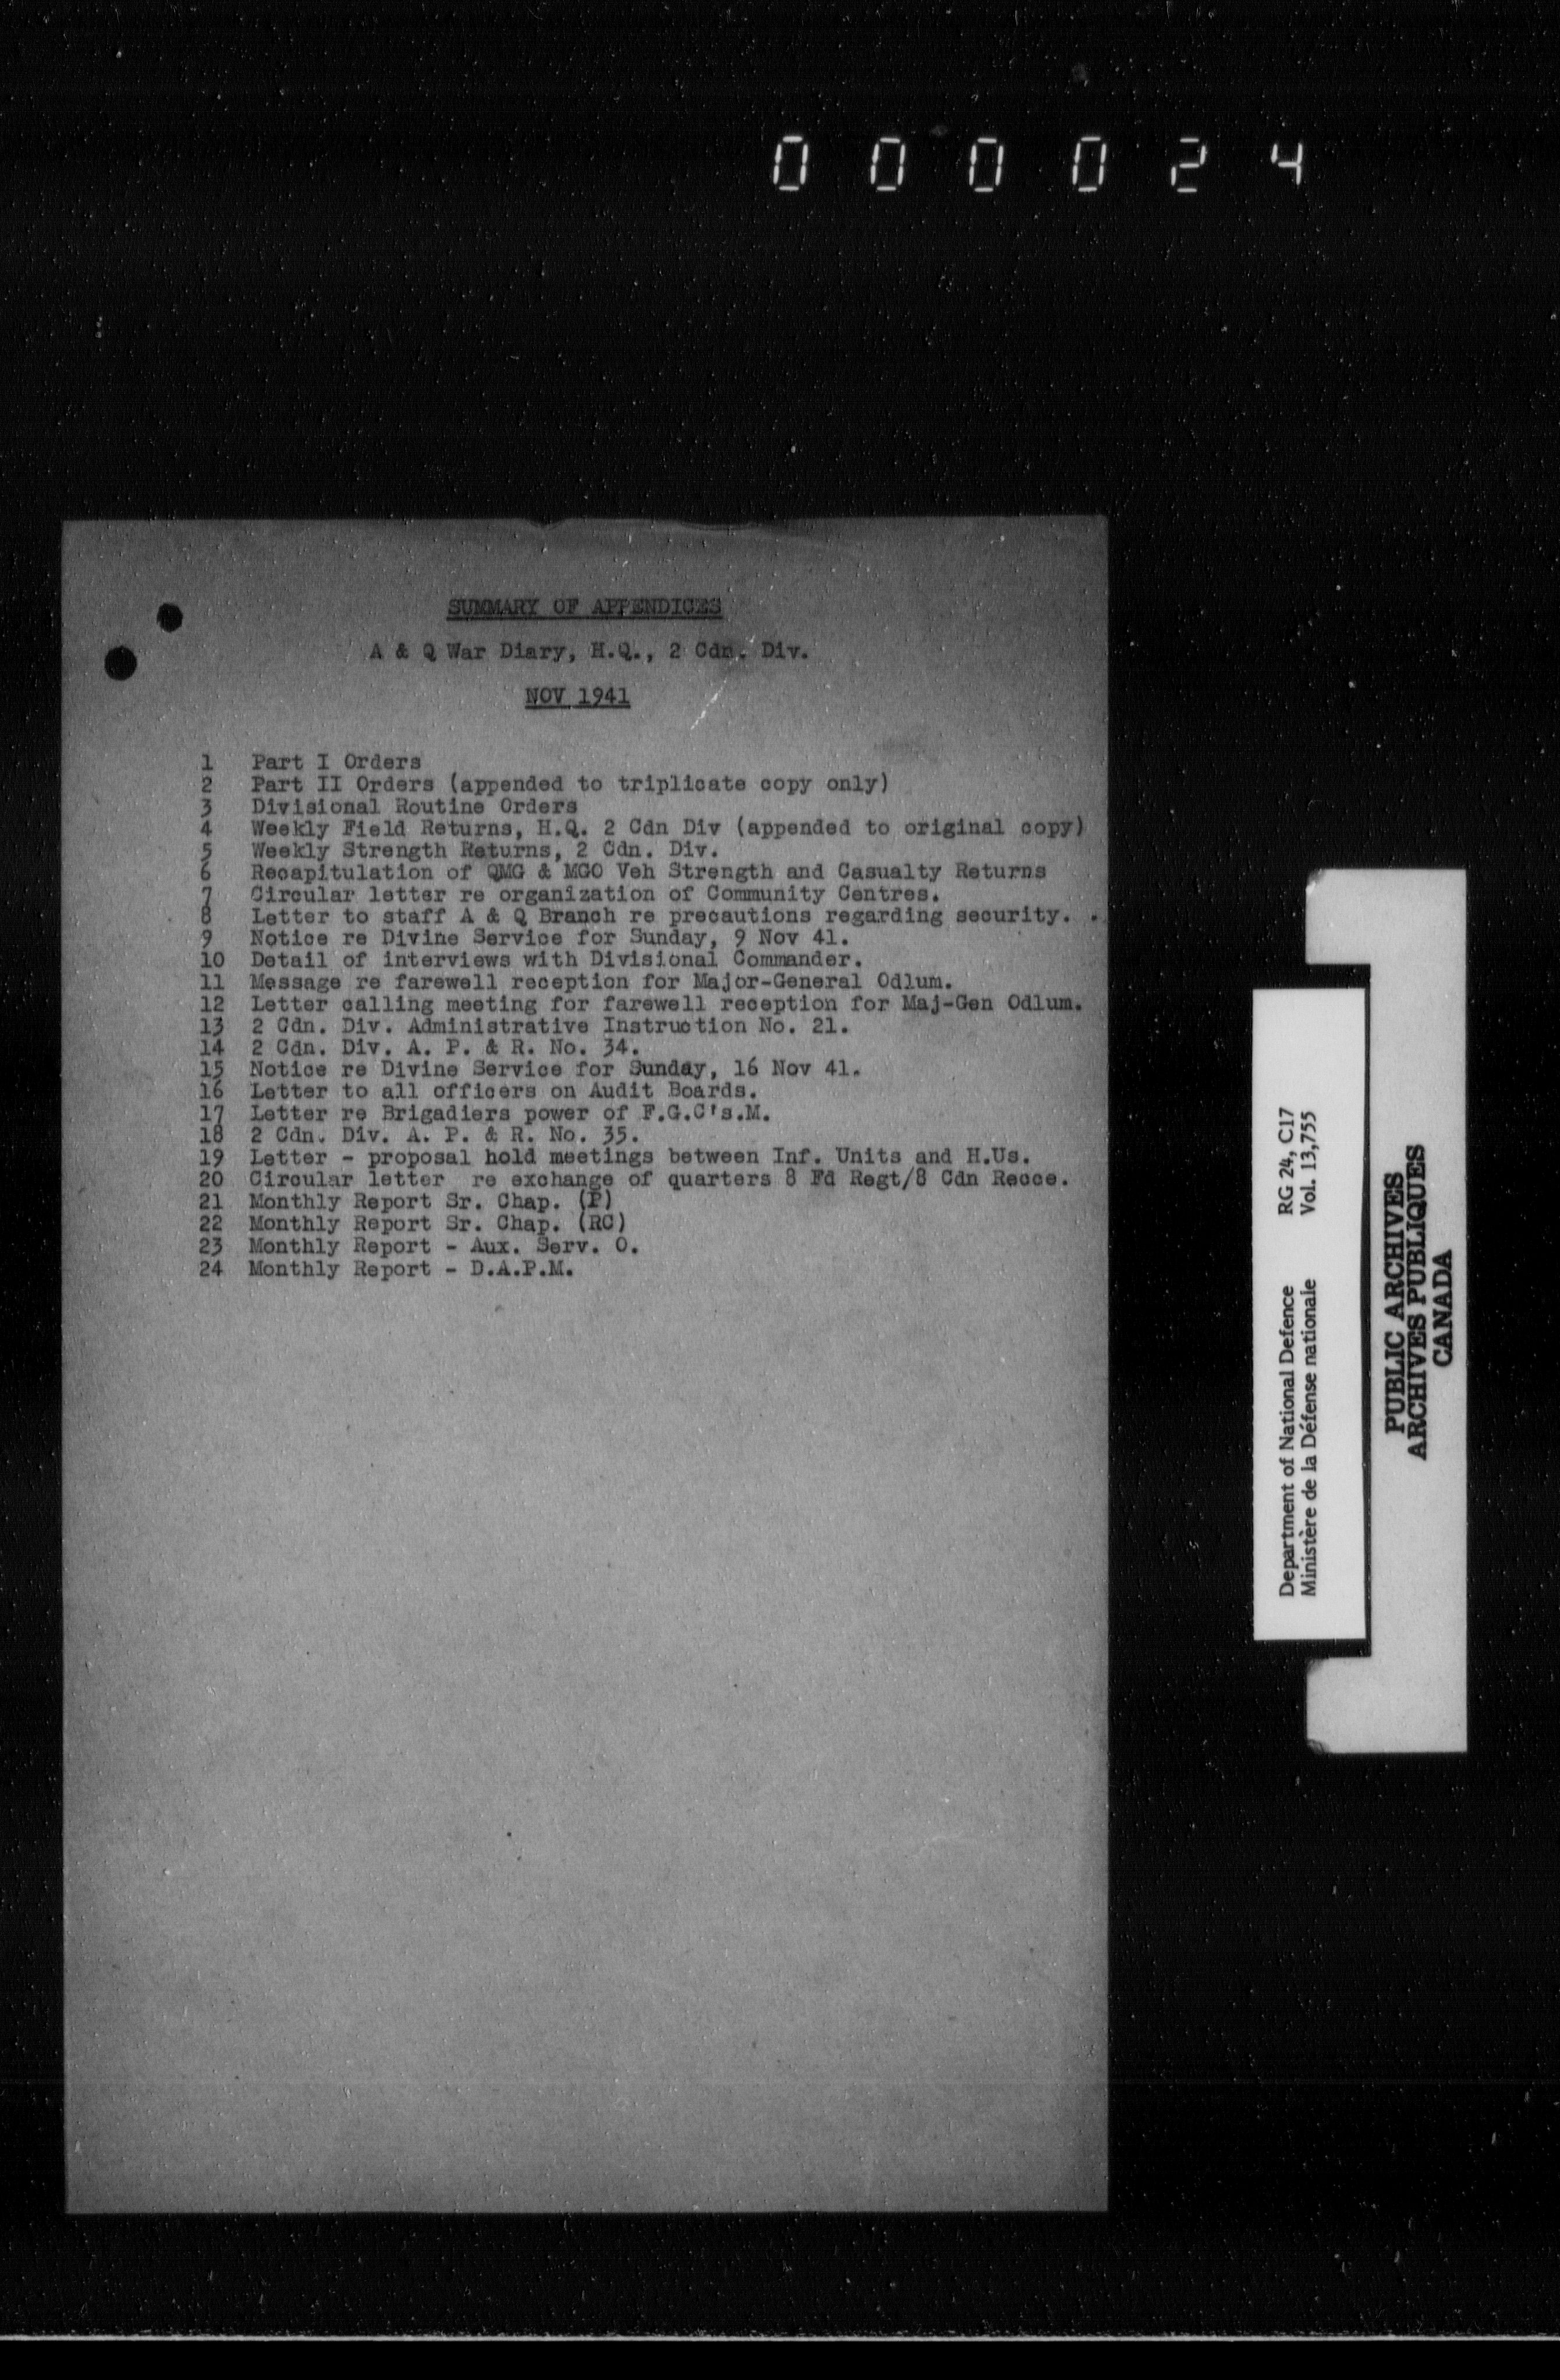 000024
SUMMARY OF APPENDICES
A & Q War Diary, H.Q., 2 Cdn. Div.
NOV 1941
1 Part I Orders
2 Part II Orders (appended to triplicate copy only)
3 Divisional Routine Orders
4 Weekly Field Returns, H.Q. 2 Cdn Div (appended to original copy)
5 Weekly Strength Returns, 2 Cdn. Div.
6 Recapitulation of QMG & MGO Veh Strength and Casualty Returns
7 Circular letter re organization of Community Centres.
8 Letter to staff A & Q Branch re precautions regarding security.
9 Notice re Divine Service for Sunday, 9 Nov 41.
10 Detail of interviews with Divisional Commander.
11 Message re farewell reception for Major-General Odlum.
12 Letter calling meeting for farewell reception for Maj-Gen Odlum.
13 2 Cdn. Div. Administrative Instruction No. 21.
14 2 Cdn. Div. A. P. & R. No. 34.
15 Notice re Divine Service for Sunday, 16 Nov 41.
16 Letter to all officers on Audit Boards.
17 Letter re Brigadiers power of F.G.C's.M.
18 2 Cdn. Div. A. P. & R. No. 35.
19 Letter - proposal hold meetings between Inf. Units and H.Us.
20 Circular letter re exchange of quarters 8 Fd Regt/8 Cdn Recce.
21 Monthly Report Sr. Chap. (P)
22 Monthly Report Sr. Chap. (RC)
23 Monthly Report - Aux. Serv. O.
24 Monthly Report - D.A.P.M.
Department of National Defence RG 24, C17
Ministère de la Défense nationale Vol. 13,755
PUBLIC ARCHIVES
ARCHIVES PUBLIQUES
CANADA